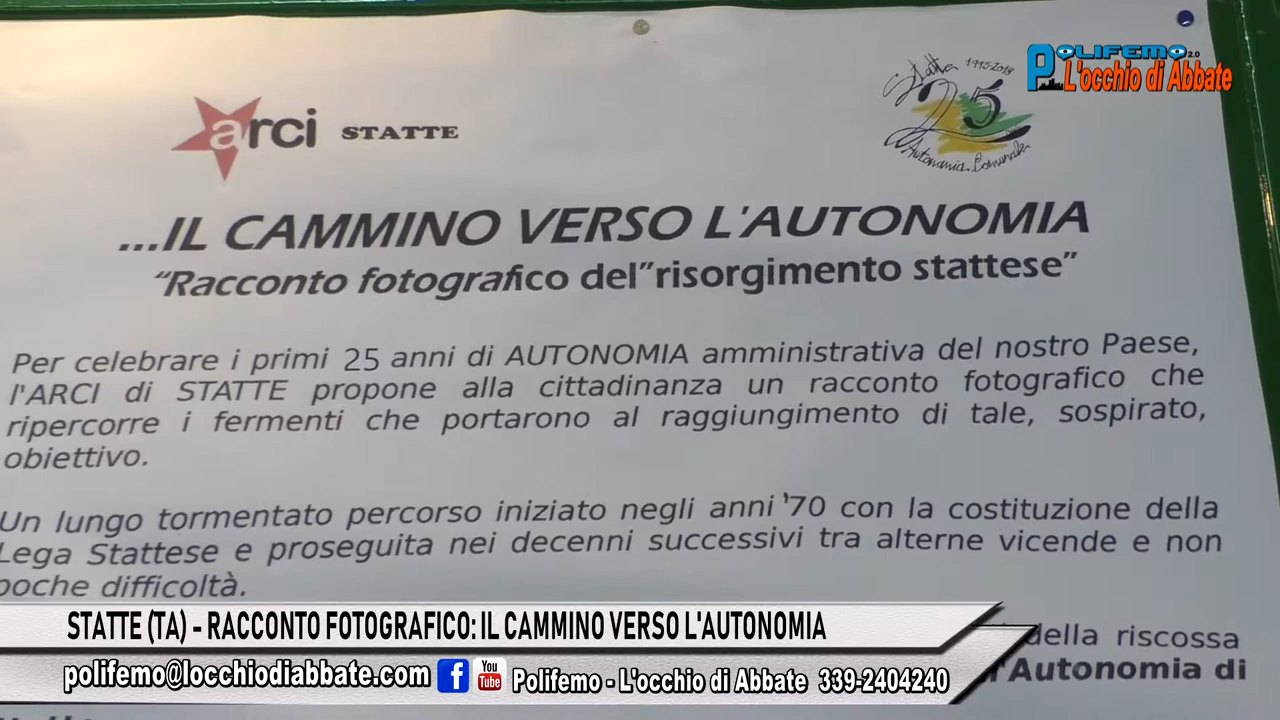 POLIFEMO 2.0
L'occhio di Abbate
arci STATTE
Statte 1993-2018
25
Autonomia Comunale
...IL CAMMINO VERSO L'AUTONOMIA
"Racconto fotografico del"risorgimento stattese"
Per celebrare i primi 25 anni di AUTONOMIA amministrativa del nostro Paese,
l'ARCI di STATTE propone alla cittadinanza un racconto fotografico che
ripercorre i fermenti che portarono al raggiungimento di tale, sospirato,
obiettivo.
Un lungo tormentato percorso iniziato negli anni '70 con la costituzione della
Lega Stattese e proseguita nei decenni successivi tra alterne vicende e non
poche difficoltà.
della riscossa
l'Autonomia di
STATTE (TA) - RACCONTO FOTOGRAFICO: IL CAMMINO VERSO L'AUTONOMIA
polifemo@locchiodiabbate.com f You Tube Polifemo - L'occhio di Abbate 339-2404240